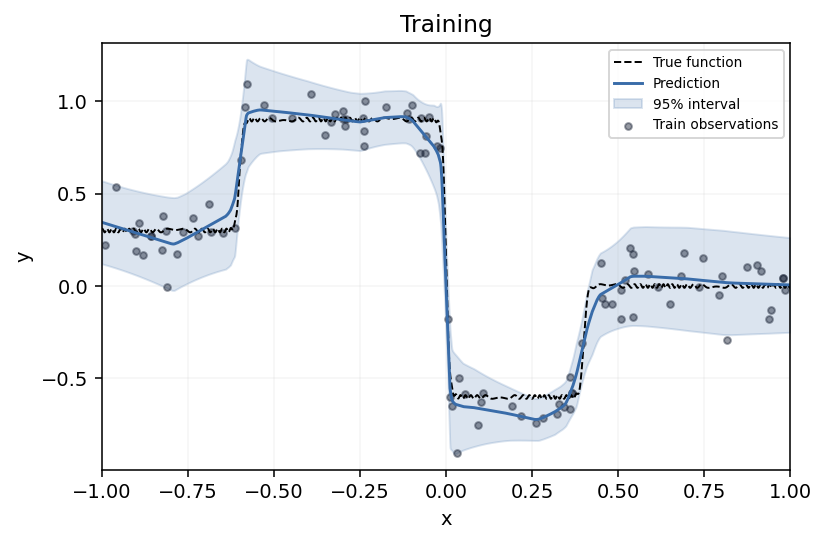 Training
True function
Prediction
95% interval
Train observations
1.0
0.5
0.0
−0.5
y
−1.00 −0.75 −0.50 −0.25 0.00 0.25 0.50 0.75 1.00
x